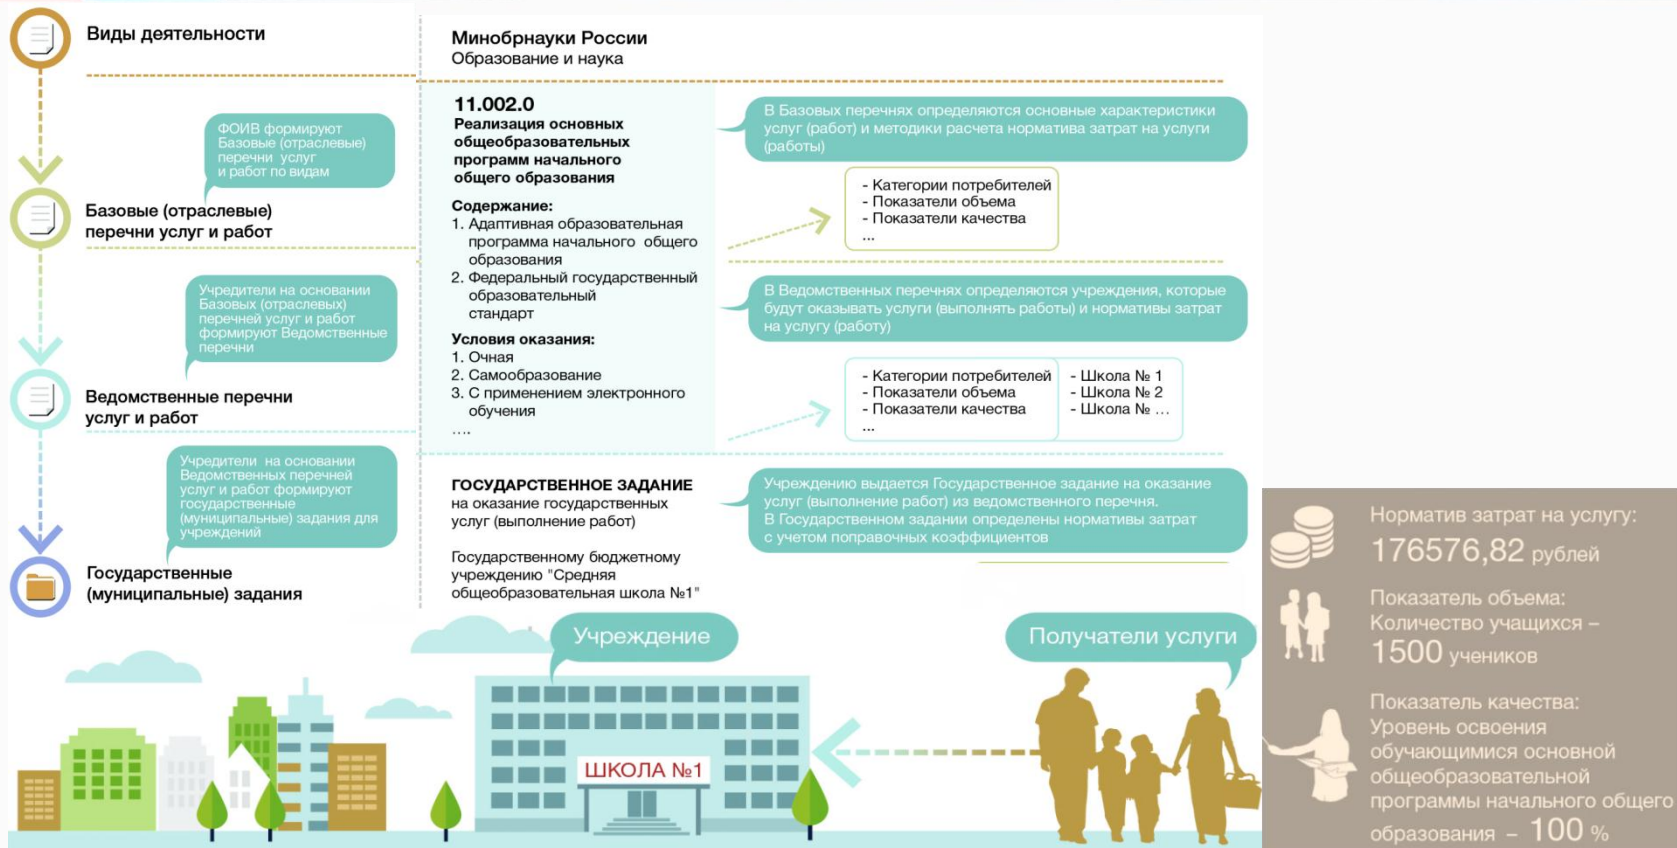 Виды деятельности
Минобрнауки России
Образование и наука
ФОИВ формируют
Базовые (отраслевые)
перечни услуг
и работ по видам
Базовые (отраслевые)
перечни услуг и работ
11.002.0
Реализация основных
общеобразовательных
программ начального
общего образования
Содержание:
1. Адаптивная образовательная
программа начального общего
образования
2. Федеральный государственный
образовательный
стандарт
Условия оказания:
1. Очная
2. Самообразование
3. С применением электронного
обучения
….
В Базовых перечнях определяются основные характеристики
услуг (работ) и методики расчета норматива затрат на услуги
(работы)
- Категории потребителей
- Показатели объема
- Показатели качества
...
Учредители на основании
Базовых (отраслевых)
перечней услуг и работ
формируют Ведомственные
перечни
Ведомственные перечни
услуг и работ
В Ведомственных перечнях определяются учреждения, которые
будут оказывать услуги (выполнять работы) и нормативы затрат
на услугу (работу)
- Категории потребителей
- Показатели объема
- Показатели качества
...
- Школа № 1
- Школа № 2
- Школа № …
Учредители на основании
Ведомственных перечней
услуг и работ формируют
государственные
(муниципальные) задания для
учреждений
Государственные
(муниципальные) задания
ГОСУДАРСТВЕННОЕ ЗАДАНИЕ
на оказание государственных
услуг (выполнение работ)
Государственному бюджетному
учреждению "Средняя
общеобразовательная школа №1"
Учреждению выдается Государственное задание на оказание
услуг (выполнение работ) из ведомственного перечня.
В Государственном задании определены нормативы затрат
с учетом поправочных коэффициентов
Учреждение
Получатели услуги
ШКОЛА №1
Норматив затрат на услугу:
176576,82 рублей
Показатель объема:
Количество учащихся –
1500 учеников
Показатель качества:
Уровень освоения
обучающимися основной
общеобразовательной
программы начального общего
образования – 100 %